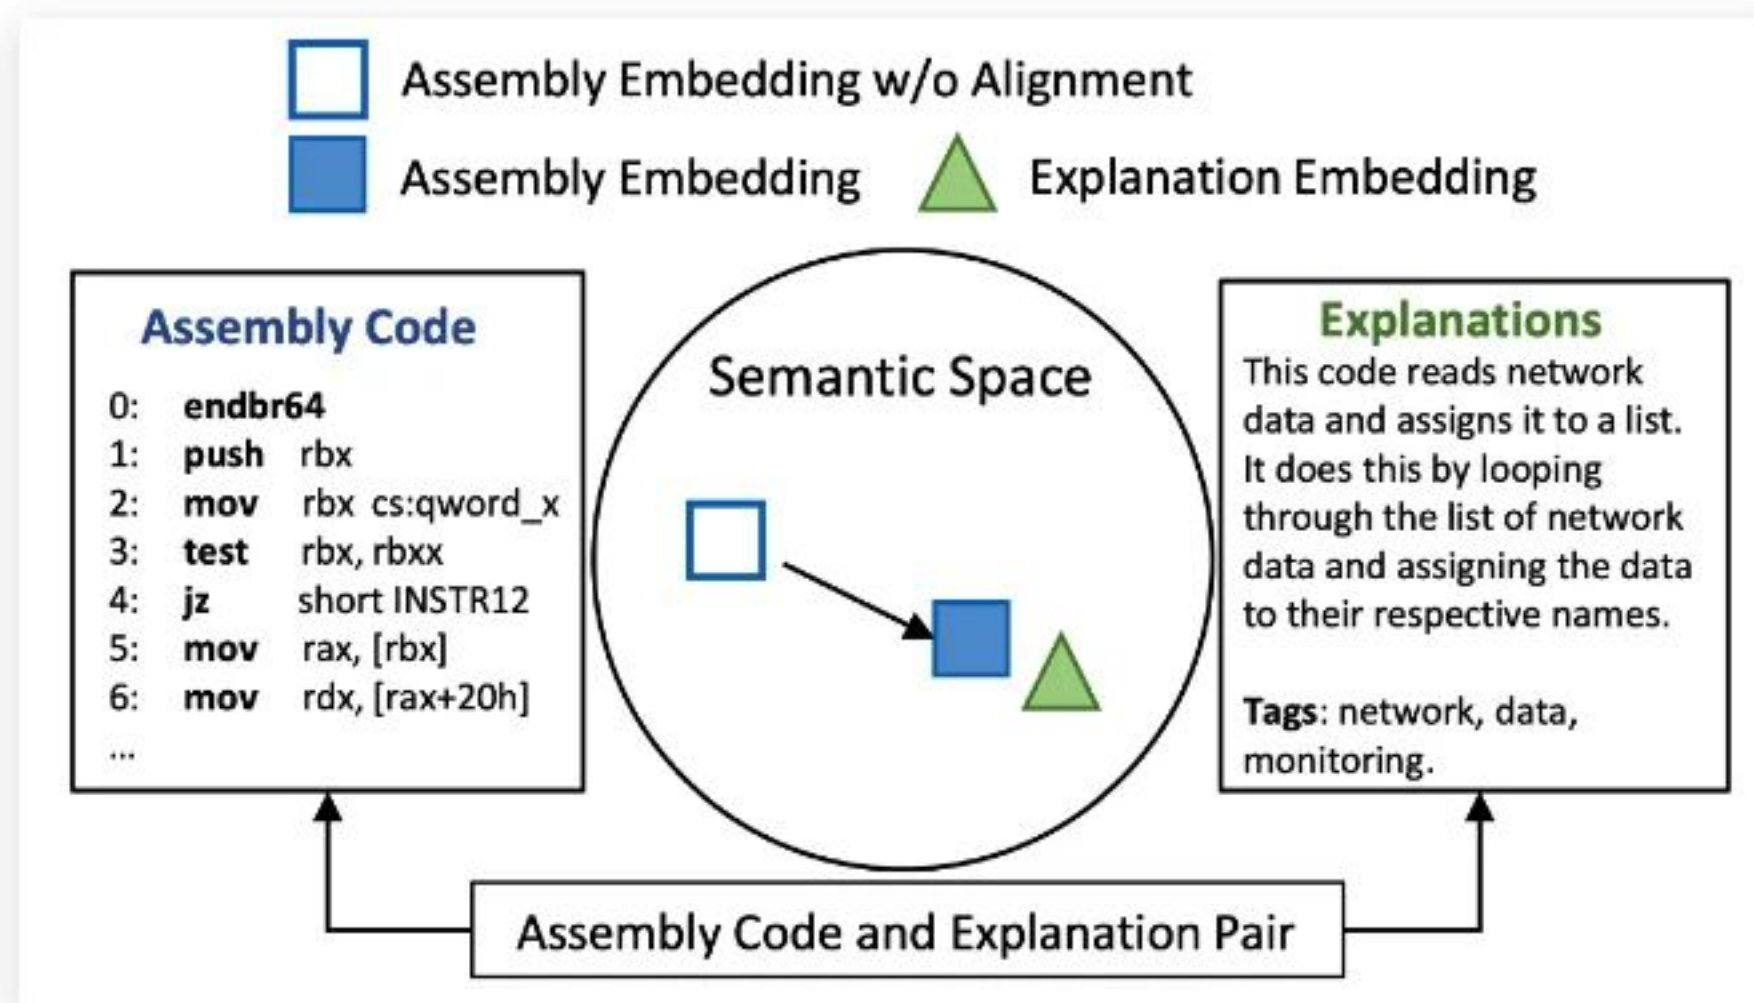 Assembly Embedding w/o Alignment
Assembly Embedding
Explanation Embedding
Assembly Code
0: endbr64
1: push rbx
2: mov rbx cs:qword_x
3: test rbx, rbxx
4: jz short INSTR12
5: mov rax, [rbx]
6: mov rdx, [rax+20h]
...
Semantic Space
Explanations
This code reads network
data and assigns it to a list.
It does this by looping
through the list of network
data and assigning the data
to their respective names.
Tags: network, data,
monitoring.
Assembly Code and Explanation Pair